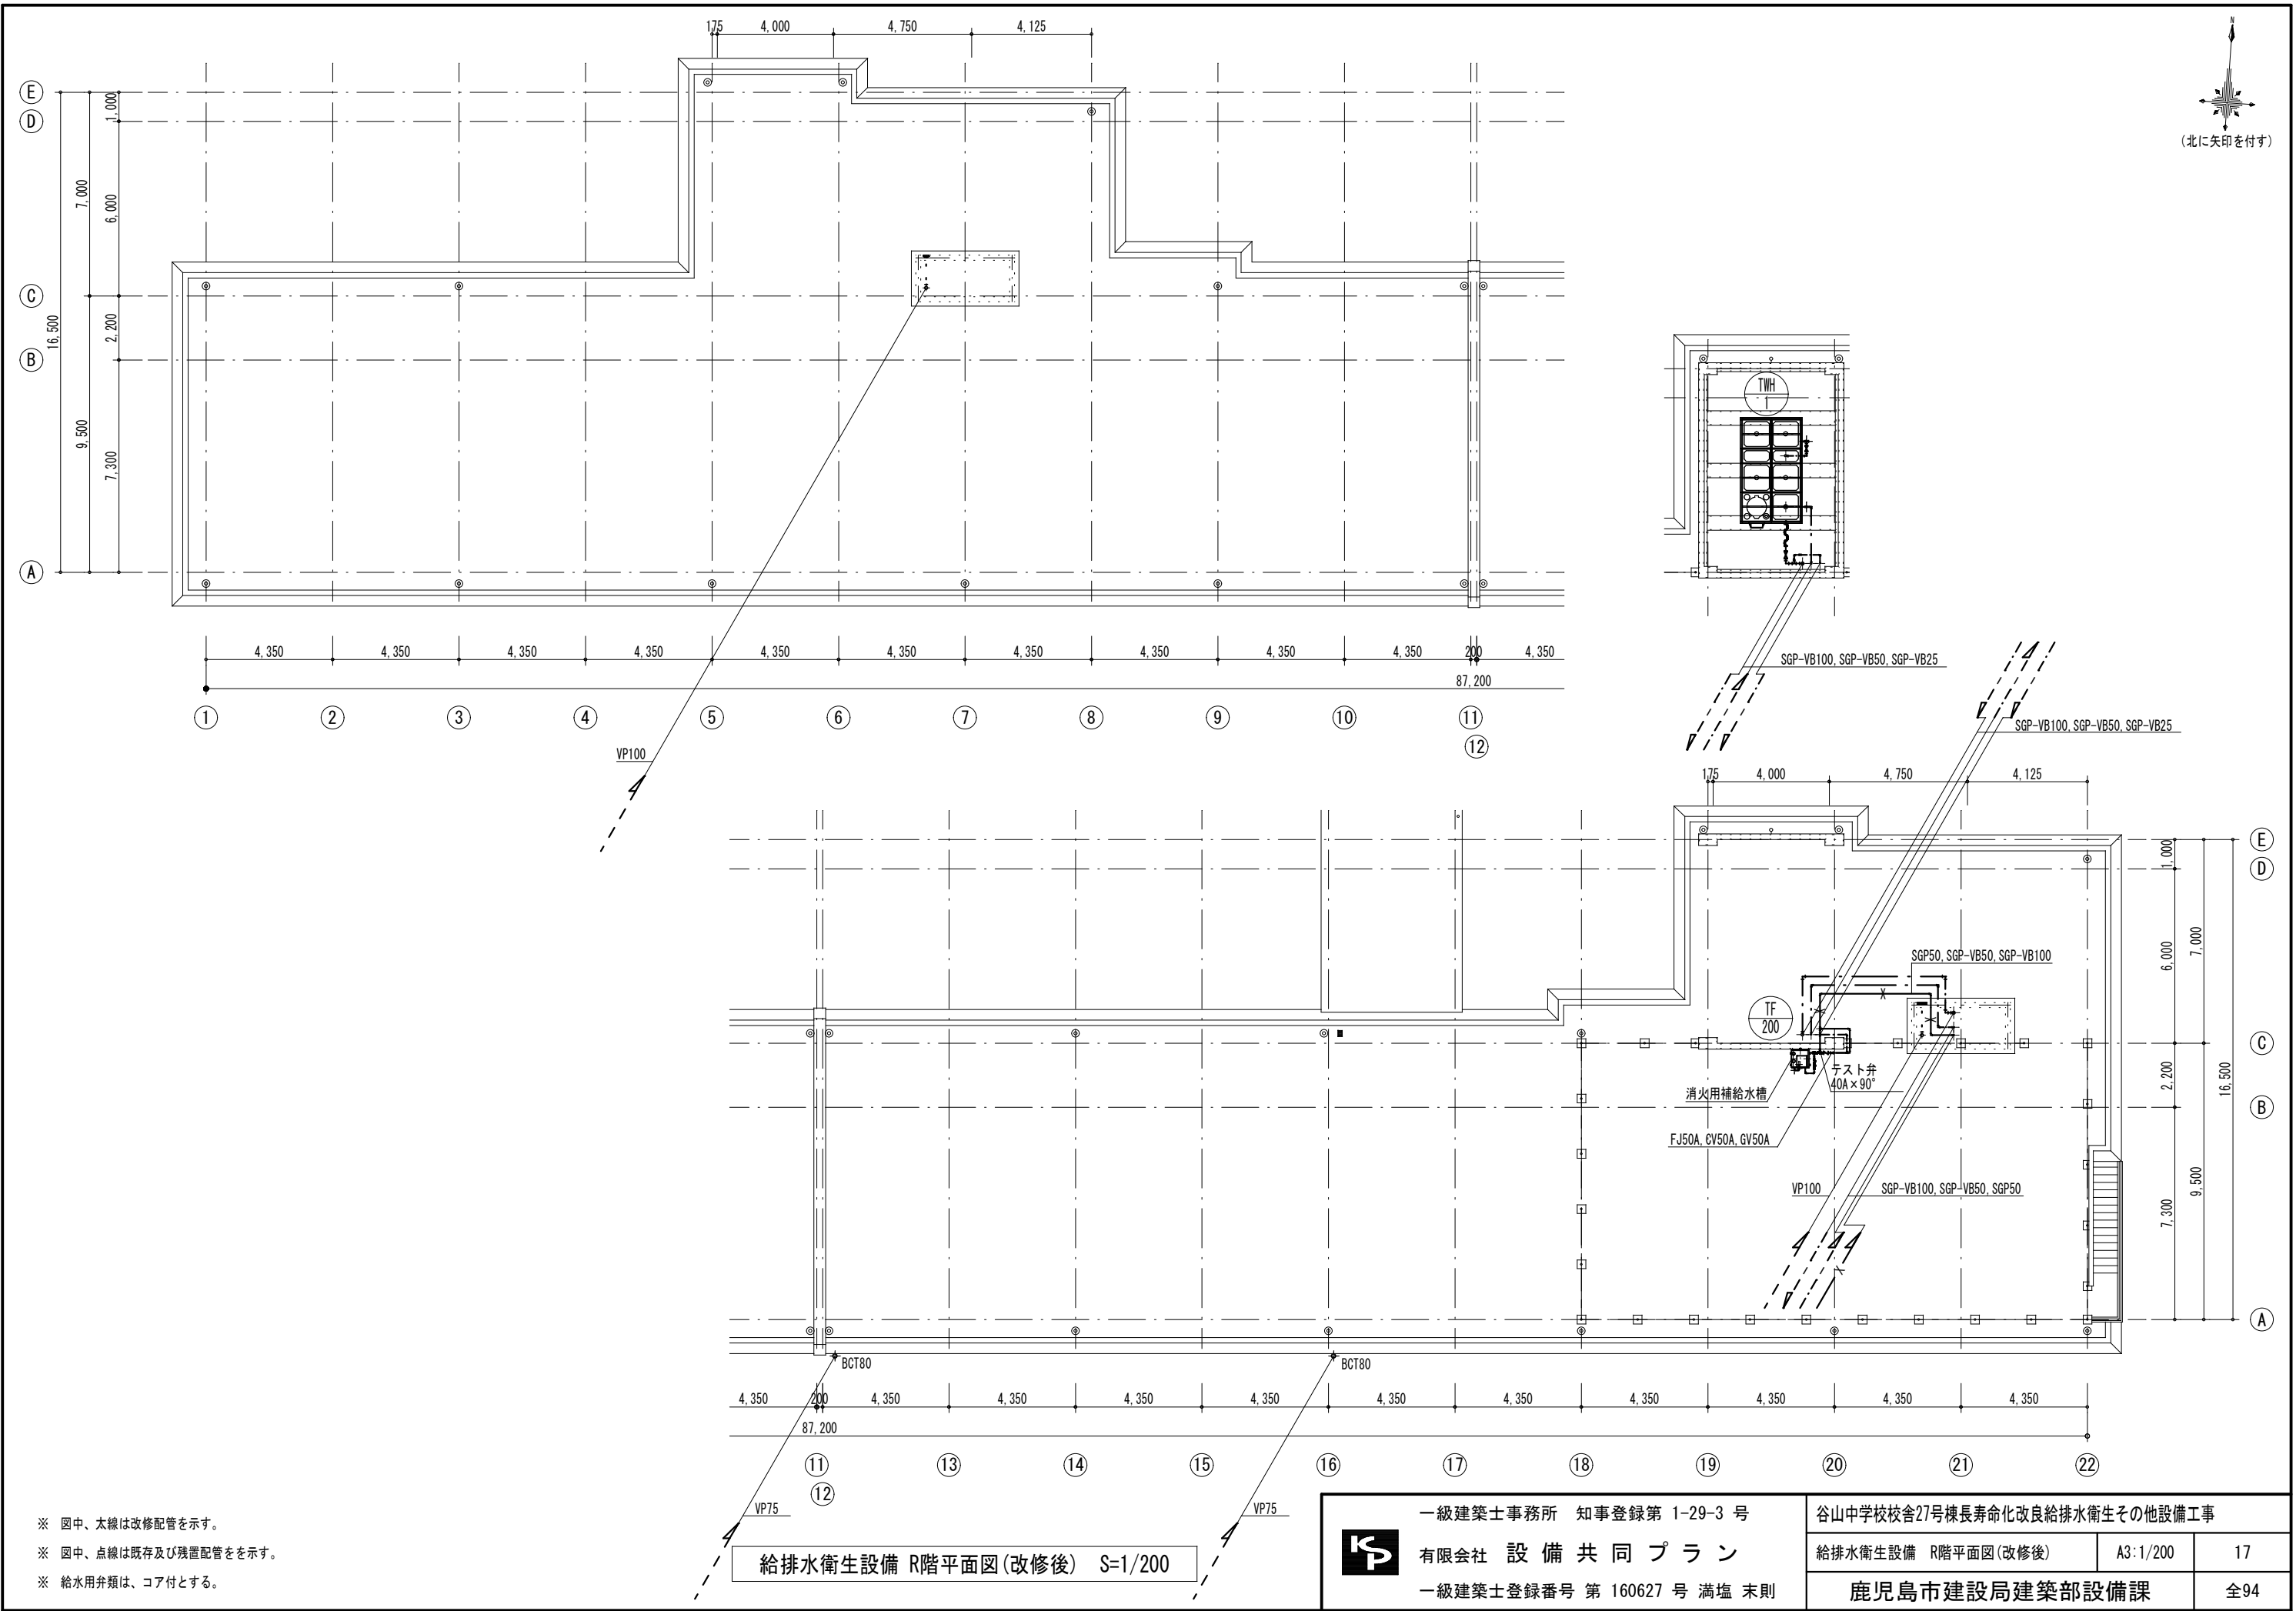 175 4,000 4,750 4,125
N
(北に矢印を付す)
E
D
C
B
A
1,000
7,000
6,000
16,500
2,200
9,500
7,300
4,350 4,350 4,350 4,350 4,350 4,350 4,350 4,350 4,350 4,350 200 4,350
87,200
1 2 3 4 5 6 7 8 9 10 11
12
VP100
TWH
1
SGP-VB100,SGP-VB50,SGP-VB25
SGP-VB100,SGP-VB50,SGP-VB25
175 4,000 4,750 4,125
E
D
C
B
A
1,000
7,000
6,000
2,200
16,500
9,500
7,300
SGP50,SGP-VB50,SGP-VB100
TF
200
テスト弁
40A×90°
消火用補給水槽
FJ50A,CV50A,GV50A
VP100
SGP-VB100,SGP-VB50,SGP50
BCT80
BCT80
4,350 200 4,350 4,350 4,350 4,350 4,350 4,350 4,350 4,350 4,350 4,350
87,200
11 13 14 15 16 17 18 19 20 21 22
12
VP75
VP75
※ 図中、太線は改修配管を示す。
※ 図中、点線は既存及び残置配管をを示す。
※ 給水用弁類は、コア付とする。
給排水衛生設備 R階平面図(改修後) S=1/200
KP
一級建築士事務所 知事登録第 1-29-3 号
有限会社 設備共同プラン
一級建築士登録番号 第 160627 号 満塩 末則
谷山中学校校舎27号棟長寿命化改良給排水衛生その他設備工事
給排水衛生設備 R階平面図(改修後) A3:1/200 17
鹿児島市建設局建築部設備課 全94